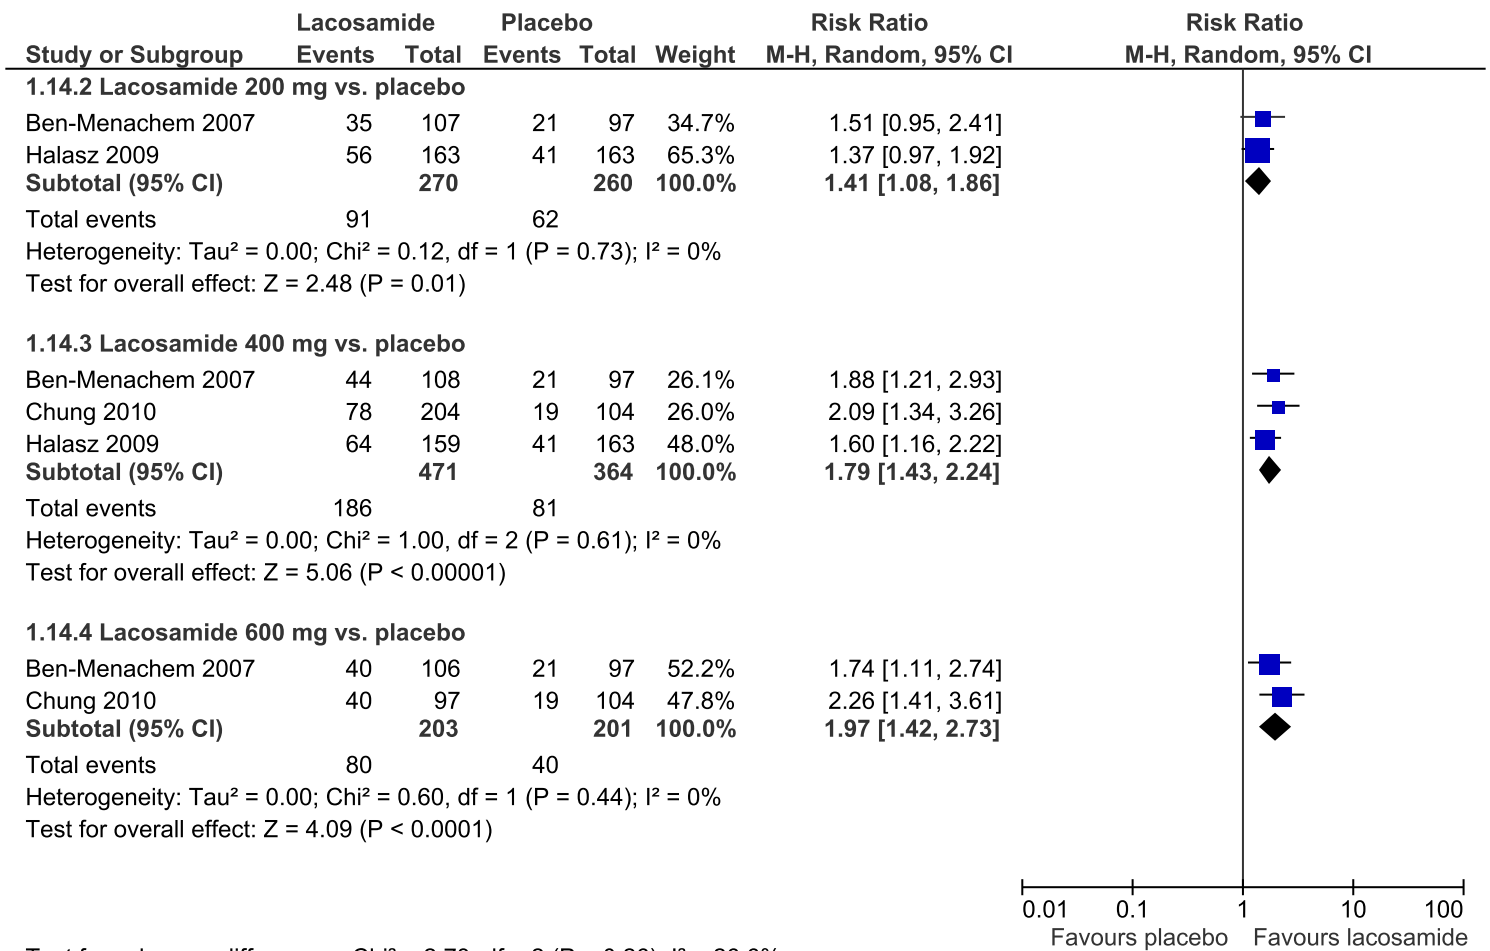 Lacosamide Placebo Risk Ratio Risk Ratio
Study or Subgroup Events Total Events Total Weight M-H, Random, 95% CI M-H, Random, 95% CI
1.14.2 Lacosamide 200 mg vs. placebo
Ben-Menachem 2007 35 107 21 97 34.7% 1.51 [0.95, 2.41]
Halasz 2009 56 163 41 163 65.3% 1.37 [0.97, 1.92]
Subtotal (95% CI) 270 260 100.0% 1.41 [1.08, 1.86]
Total events 91 62
Heterogeneity: Tau² = 0.00; Chi² = 0.12, df = 1 (P = 0.73); I² = 0%
Test for overall effect: Z = 2.48 (P = 0.01)
1.14.3 Lacosamide 400 mg vs. placebo
Ben-Menachem 2007 44 108 21 97 26.1% 1.88 [1.21, 2.93]
Chung 2010 78 204 19 104 26.0% 2.09 [1.34, 3.26]
Halasz 2009 64 159 41 163 48.0% 1.60 [1.16, 2.22]
Subtotal (95% CI) 471 364 100.0% 1.79 [1.43, 2.24]
Total events 186 81
Heterogeneity: Tau² = 0.00; Chi² = 1.00, df = 2 (P = 0.61); I² = 0%
Test for overall effect: Z = 5.06 (P < 0.00001)
1.14.4 Lacosamide 600 mg vs. placebo
Ben-Menachem 2007 40 106 21 97 52.2% 1.74 [1.11, 2.74]
Chung 2010 40 97 19 104 47.8% 2.26 [1.41, 3.61]
Subtotal (95% CI) 203 201 100.0% 1.97 [1.42, 2.73]
Total events 80 40
Heterogeneity: Tau² = 0.00; Chi² = 0.60, df = 1 (P = 0.44); I² = 0%
Test for overall effect: Z = 4.09 (P < 0.0001)
0.01 0.1 1 10 100
Favours placebo Favours lacosamide